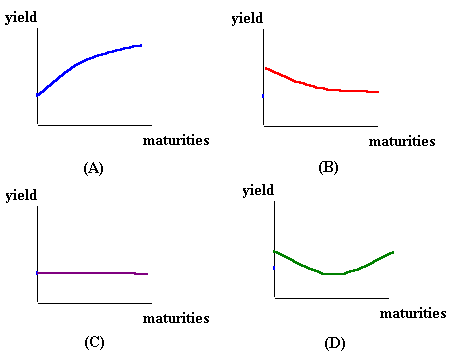 yield
maturities
(A)
yield
maturities
(B)
yield
maturities
(C)
yield
maturities
(D)